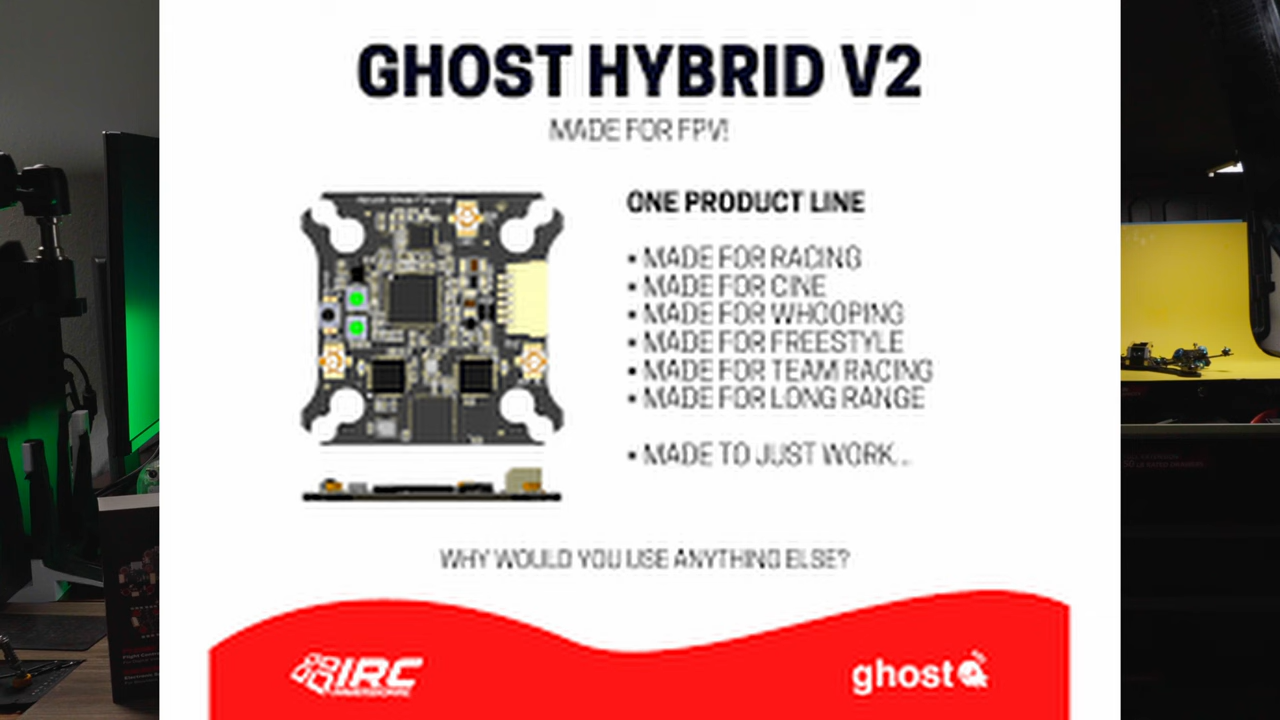 GHOST HYBRID V2
MADE FOR FPV!
ONE PRODUCT LINE
• MADE FOR RACING
• MADE FOR CINE
• MADE FOR WHOOPING
• MADE FOR FREESTYLE
• MADE FOR TEAM RACING
• MADE FOR LONG RANGE
• MADE TO JUST WORK...
WHY WOULD YOU USE ANYTHING ELSE?
IRC
ghost